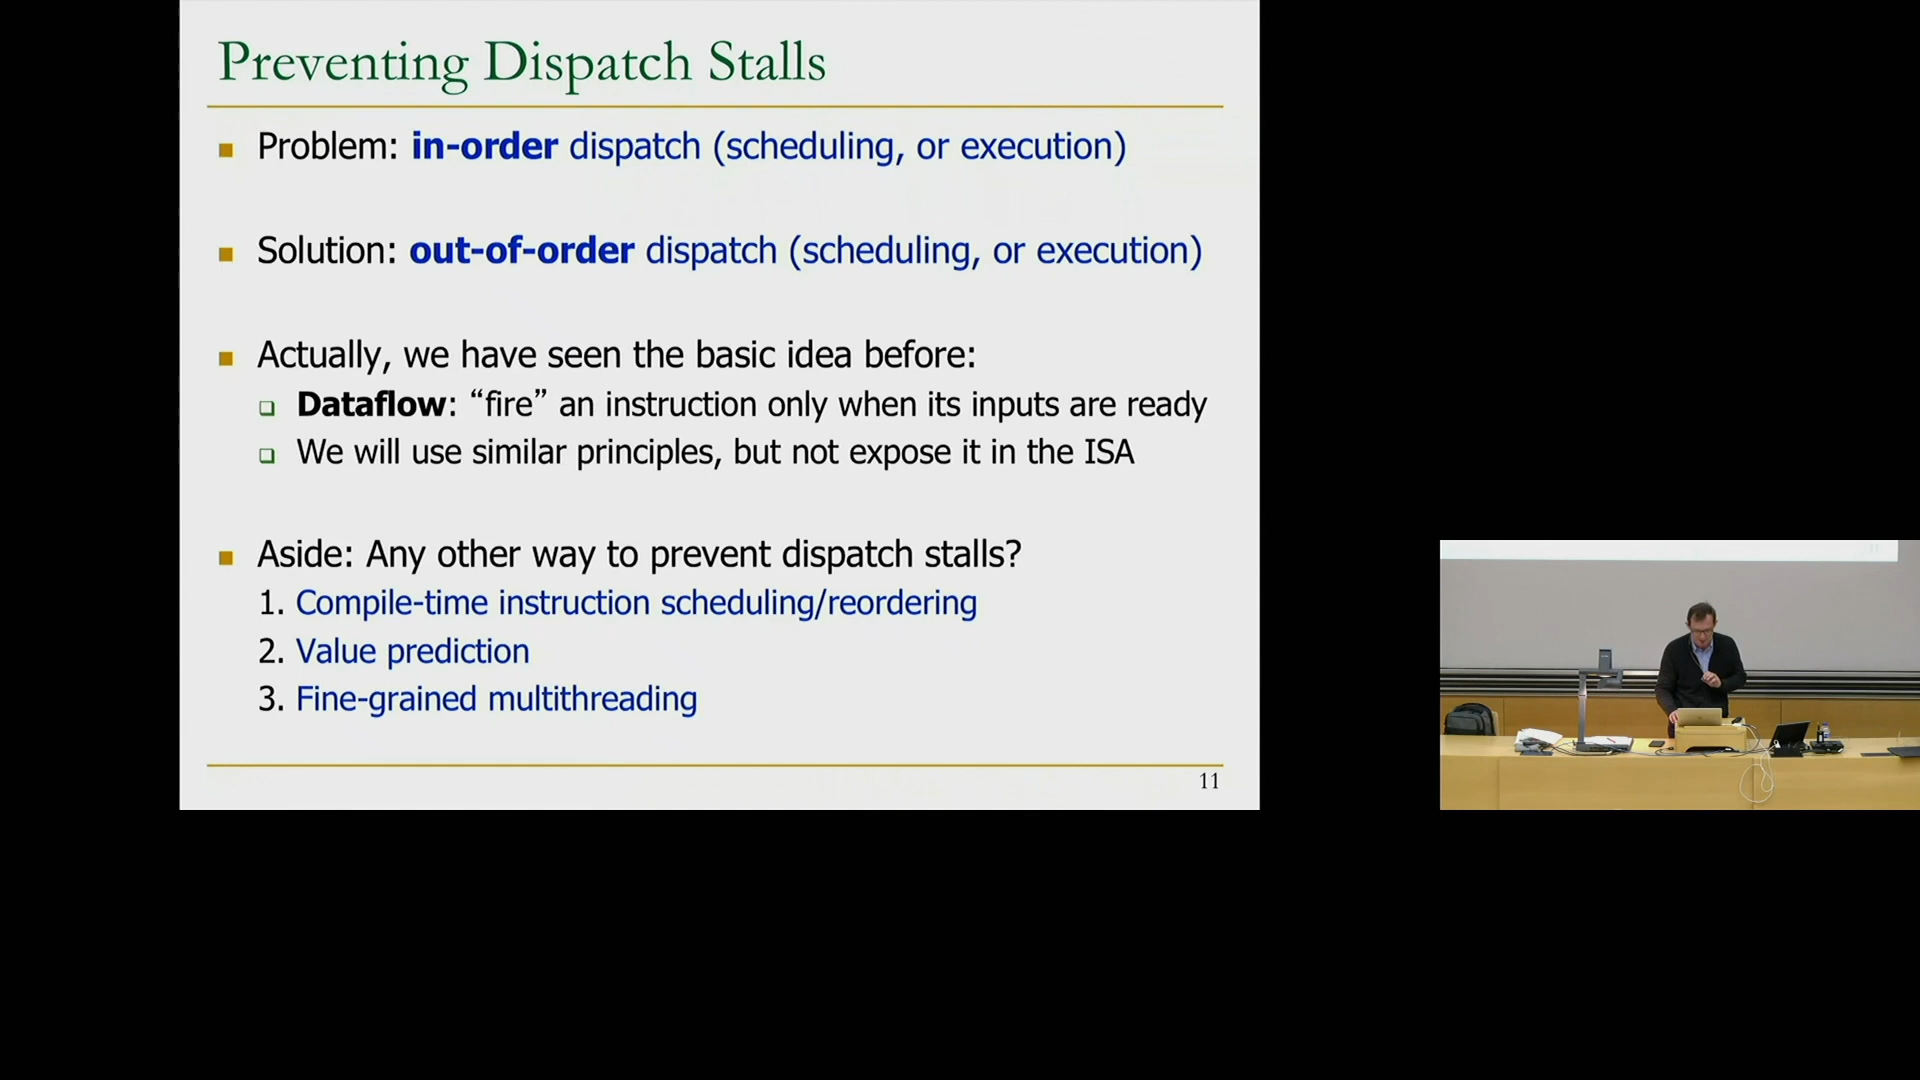 Preventing Dispatch Stalls
Problem: in-order dispatch (scheduling, or execution)
Solution: out-of-order dispatch (scheduling, or execution)
Actually, we have seen the basic idea before:
Dataflow: “fire” an instruction only when its inputs are ready
We will use similar principles, but not expose it in the ISA
Aside: Any other way to prevent dispatch stalls?
1. Compile-time instruction scheduling/reordering
2. Value prediction
3. Fine-grained multithreading
11